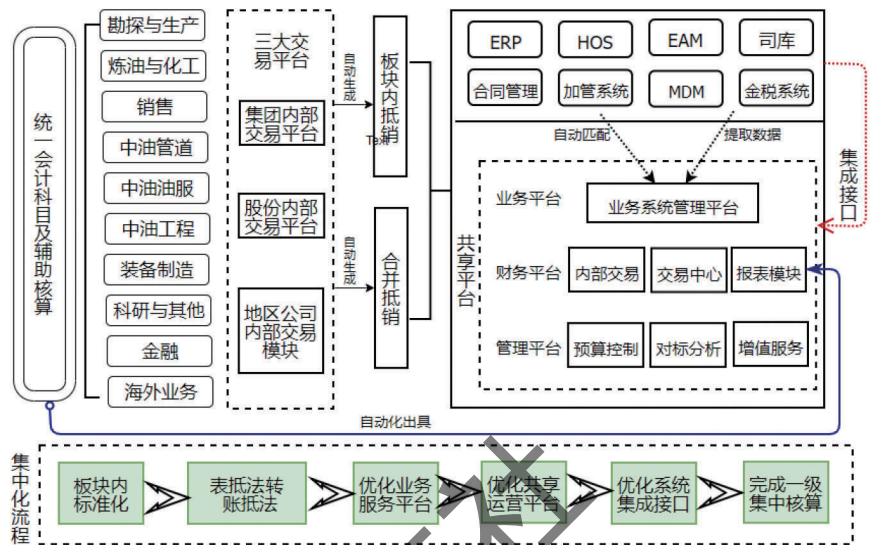 统一会计科目及辅助核算
勘探与生产
炼油与化工
销售
中油管道
中油油服
中油工程
装备制造
科研与其他
金融
海外业务
三大交
易平台
集团内部
交易平台
股份内部
交易平台
地区公司
内部交易
模块
自动生成
自动生成
板块内抵销
Text
合并抵销
ERP
HOS
EAM
司库
合同管理
加管系统
MDM
金税系统
自动匹配
提取数据
集成接口
共享平台
业务平台
业务系统管理平台
财务平台
内部交易
交易中心
报表模块
管理平台
预算控制
对标分析
增值服务
自动化出具
集中化流程
板块内
标准化
表抵法转
账抵法
优化业务
服务平台
优化共享
运营平台
优化系统
集成接口
完成一级
集中核算
社